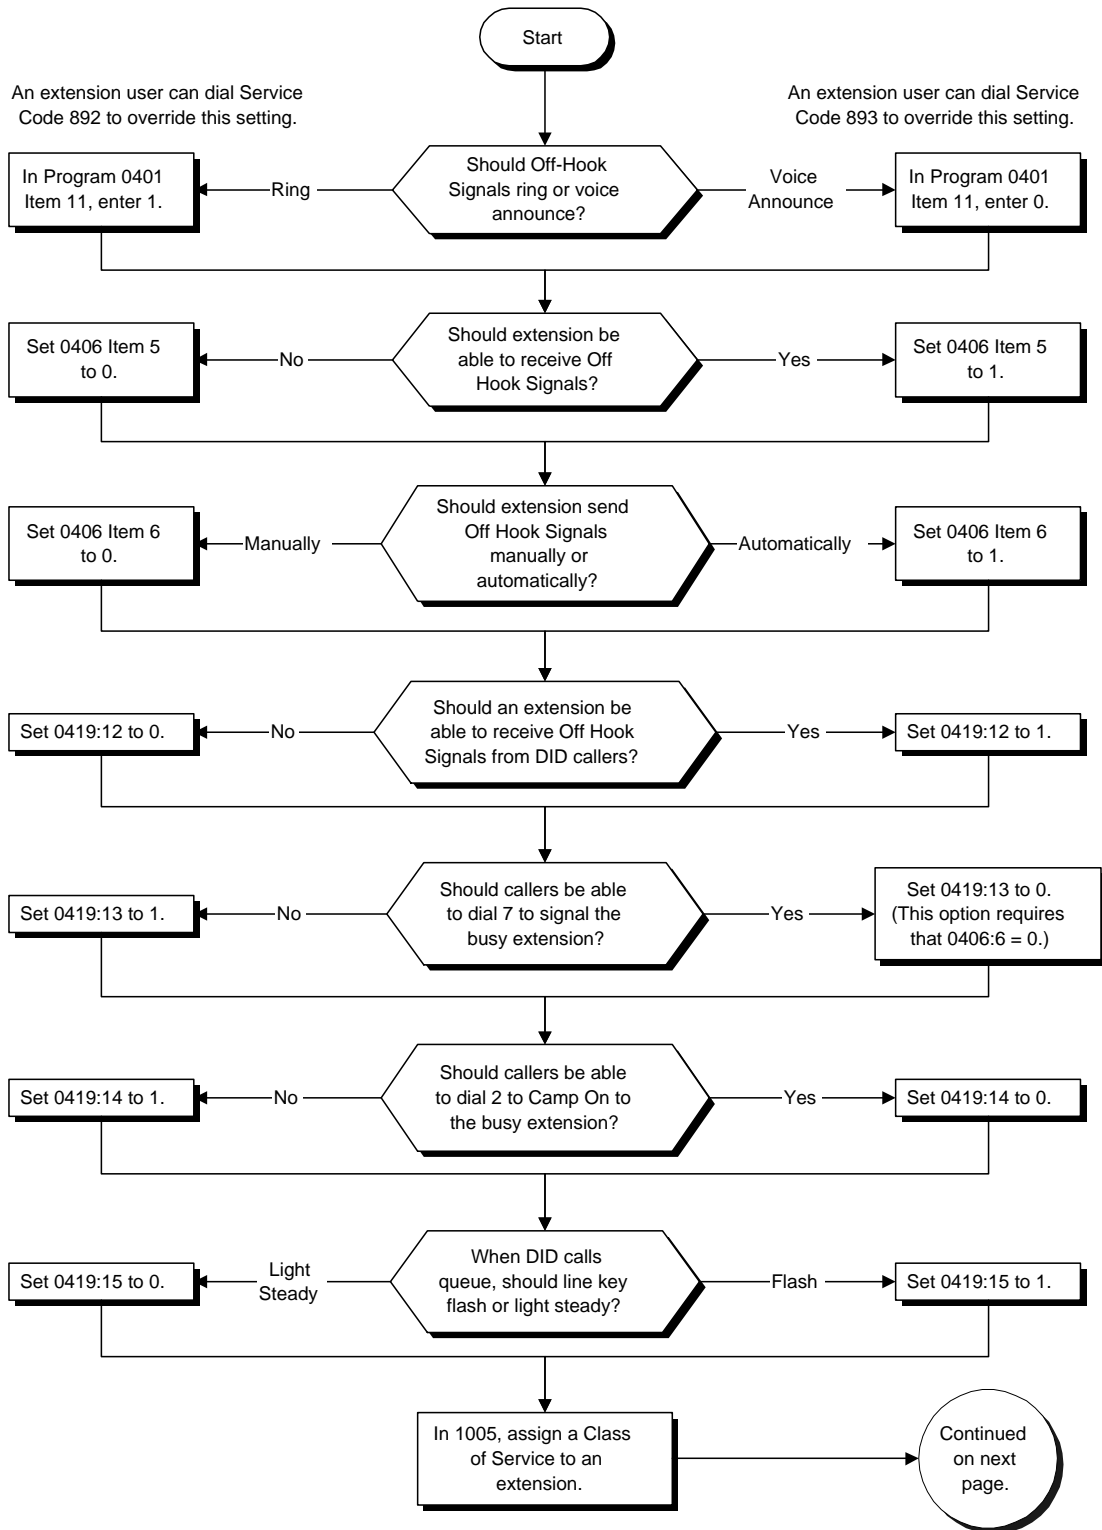 Start
An extension user can dial Service
Code 892 to override this setting.
An extension user can dial Service
Code 893 to override this setting.
In Program 0401
Item 11, enter 1.
Ring
Should Off-Hook
Signals ring or voice
announce?
Voice
Announce
In Program 0401
Item 11, enter 0.
Set 0406 Item 5
to 0.
No
Should extension be
able to receive Off
Hook Signals?
Yes
Set 0406 Item 5
to 1.
Set 0406 Item 6
to 0.
Manually
Should extension send
Off Hook Signals
manually or
automatically?
Automatically
Set 0406 Item 6
to 1.
Set 0419:12 to 0.
No
Should an extension be
able to receive Off Hook
Signals from DID callers?
Yes
Set 0419:12 to 1.
Set 0419:13 to 1.
No
Should callers be able
to dial 7 to signal the
busy extension?
Yes
Set 0419:13 to 0.
(This option requires
that 0406:6 = 0.)
Set 0419:14 to 1.
No
Should callers be able
to dial 2 to Camp On to
the busy extension?
Yes
Set 0419:14 to 0.
Set 0419:15 to 0.
Light
Steady
When DID calls
queue, should line key
flash or light steady?
Flash
Set 0419:15 to 1.
In 1005, assign a Class
of Service to an
extension.
Continued
on next
page.